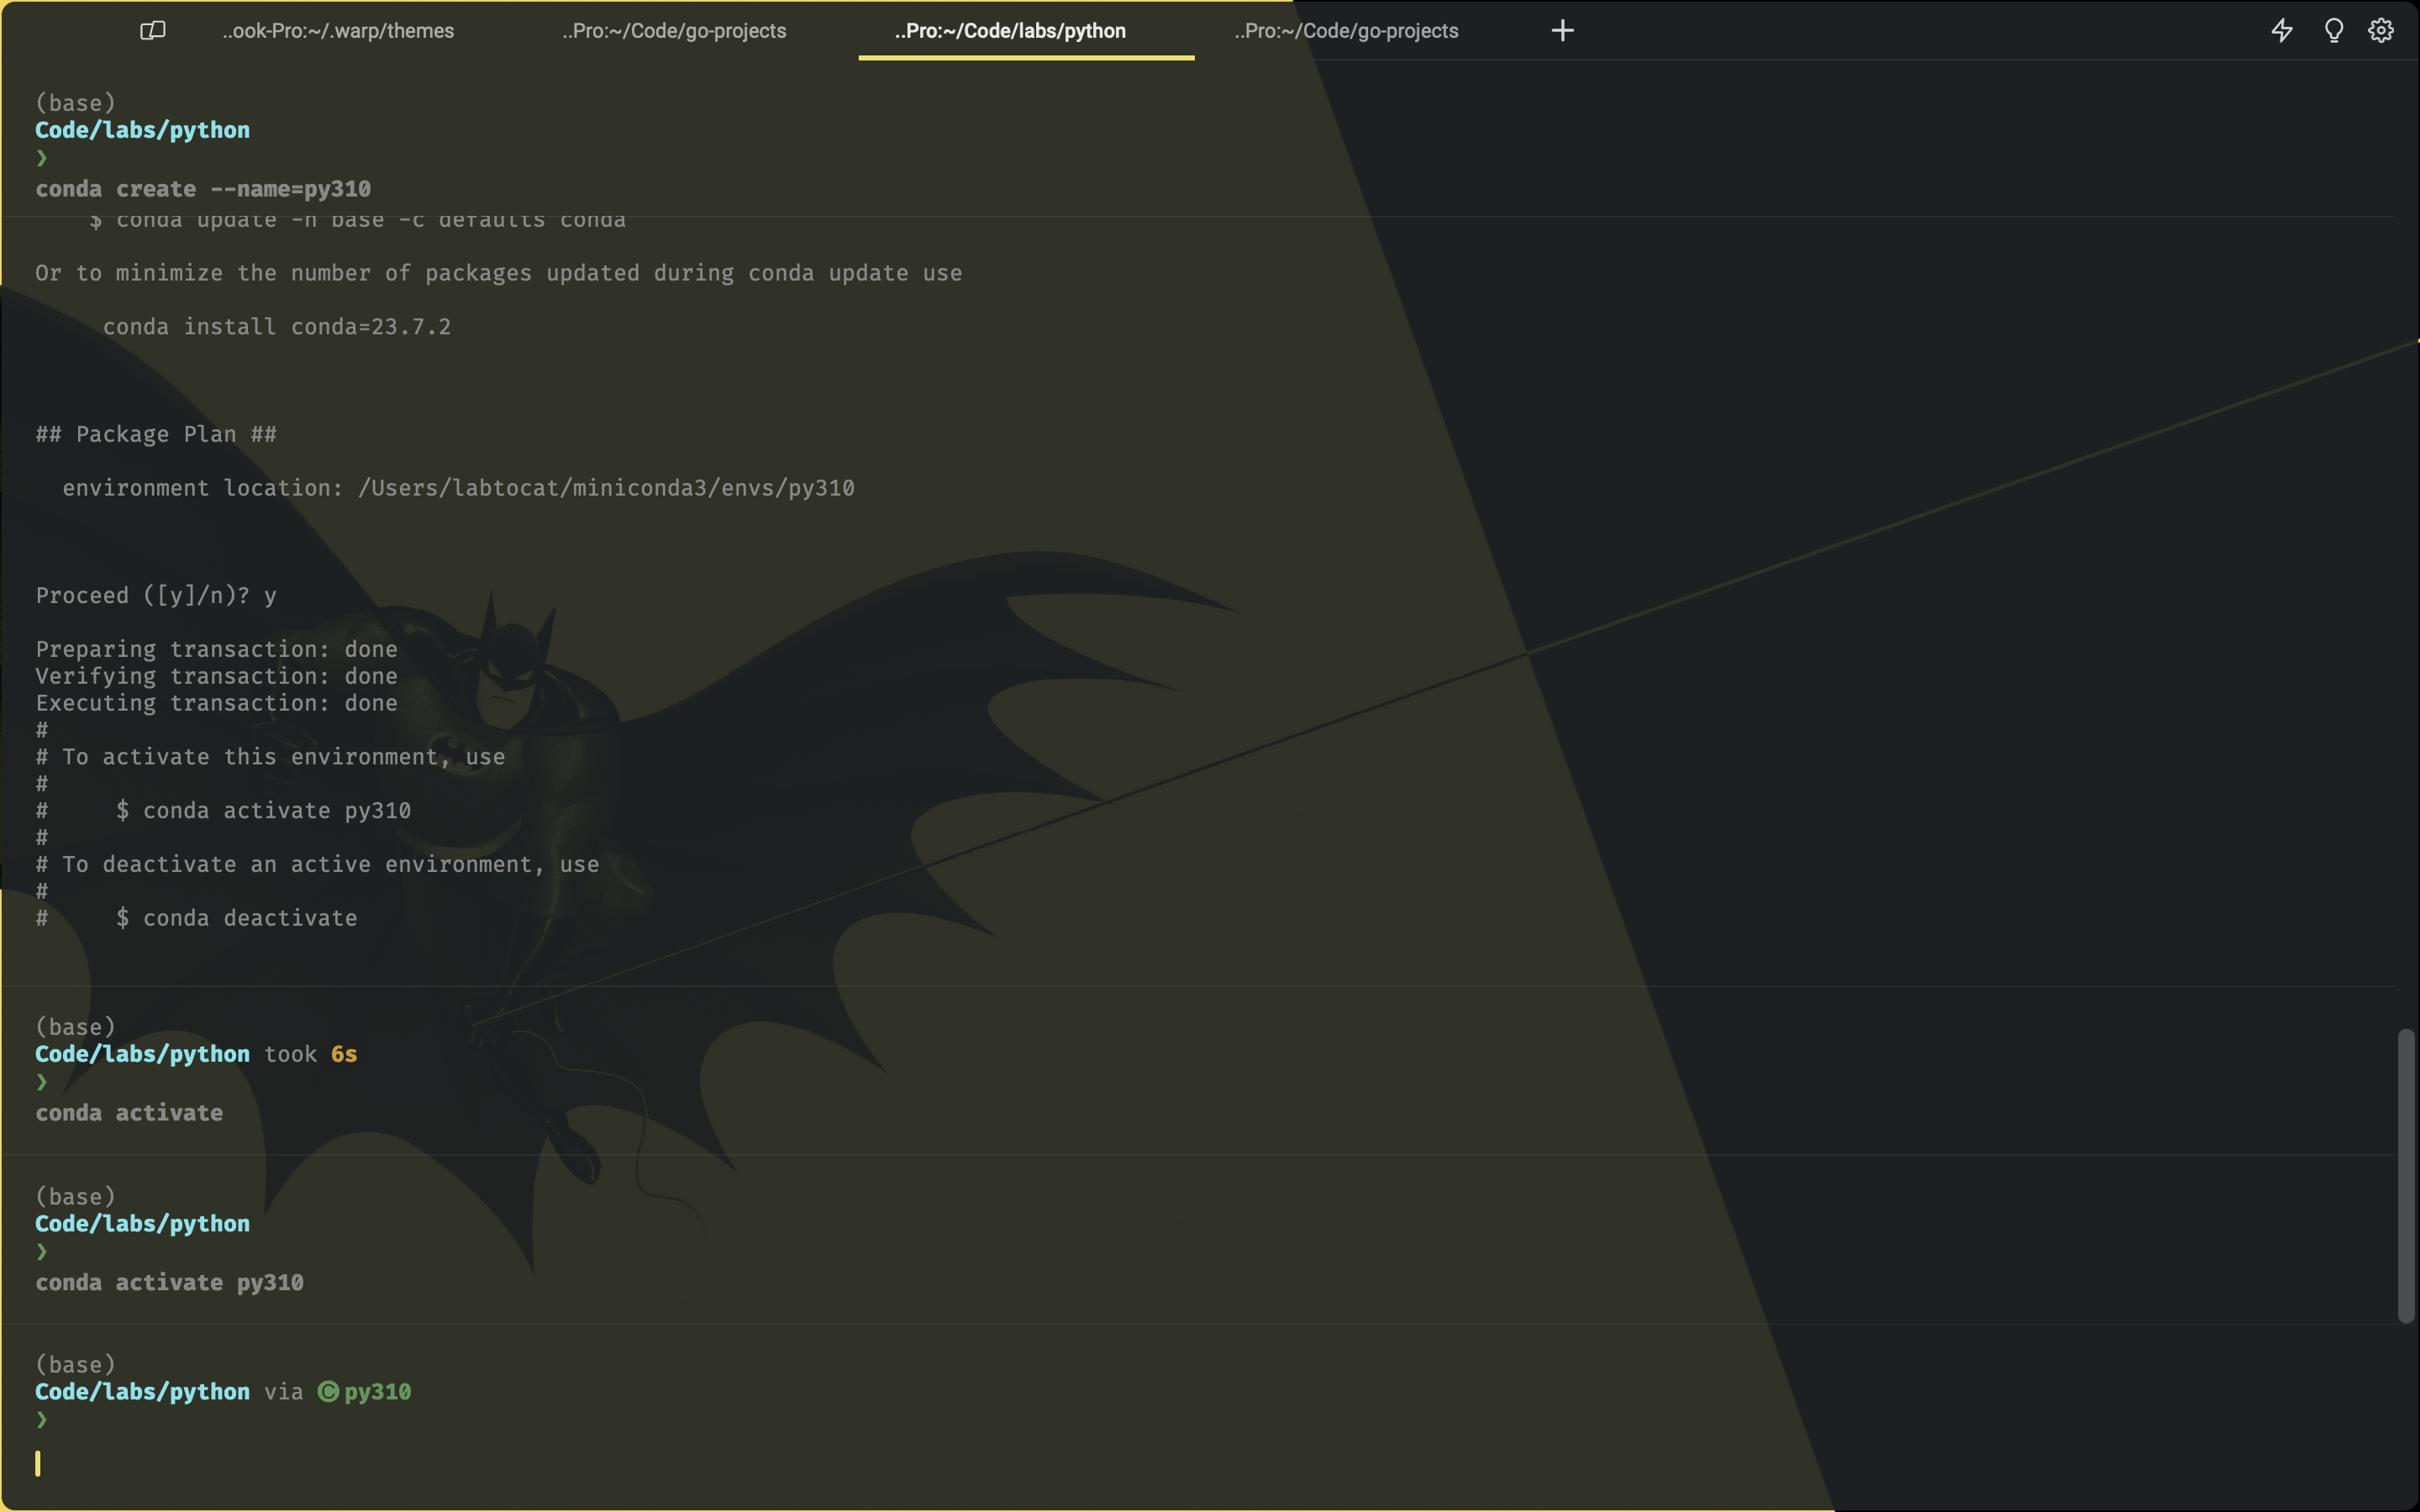 ..ook-Pro:~/.warp/themes
..Pro:~/Code/go-projects
..Pro:~/Code/labs/python
..Pro:~/Code/go-projects
(base)
Code/labs/python
❯
conda create --name=py310
$ conda update -n base -c defaults conda
Or to minimize the number of packages updated during conda update use
conda install conda=23.7.2
## Package Plan ##
environment location: /Users/labtocat/miniconda3/envs/py310
Proceed ([y]/n)? y
Preparing transaction: done
Verifying transaction: done
Executing transaction: done
#
# To activate this environment, use
#
#     $ conda activate py310
#
# To deactivate an active environment, use
#
#     $ conda deactivate
(base)
Code/labs/python took 6s
❯
conda activate
(base)
Code/labs/python
❯
conda activate py310
(base)
Code/labs/python via 🅒 py310
❯